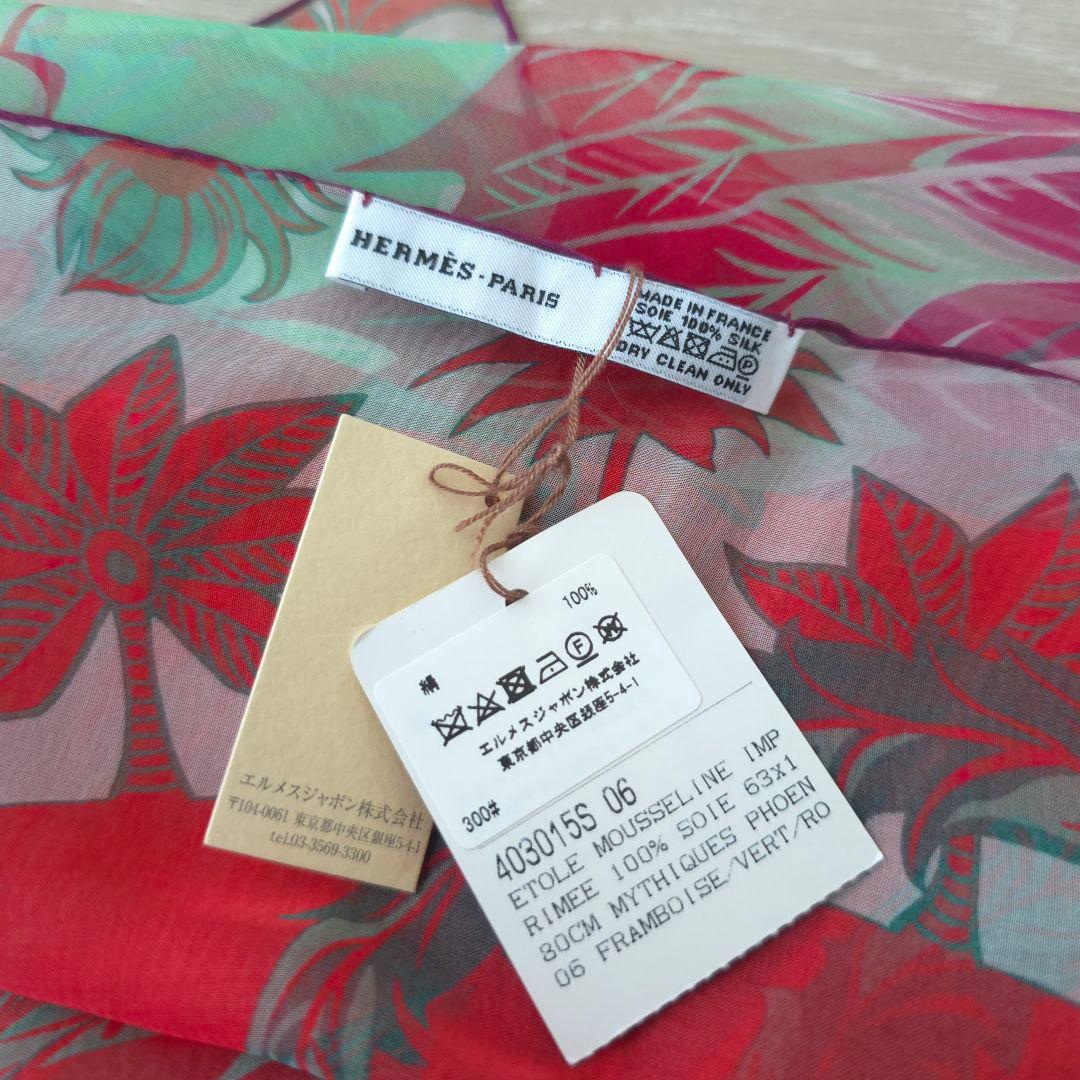 HERMÈS-PARIS
MADE IN FRANCE
SOIE 100% SILK
DRY CLEAN ONLY
エルメスジャポン株式会社
〒104-0061 東京都中央区銀座5-4-1
tel.03-3569-3300
絹 100%
エルメスジャポン株式会社
東京都中央区銀座5-4-1
300#
403015S 06
ETOLE MOUSSELINE IMP
RIMEE 100% SOIE 63x1
80CM MYTHIQUES PHOEN
06 FRAMBOISE/VERT/RO